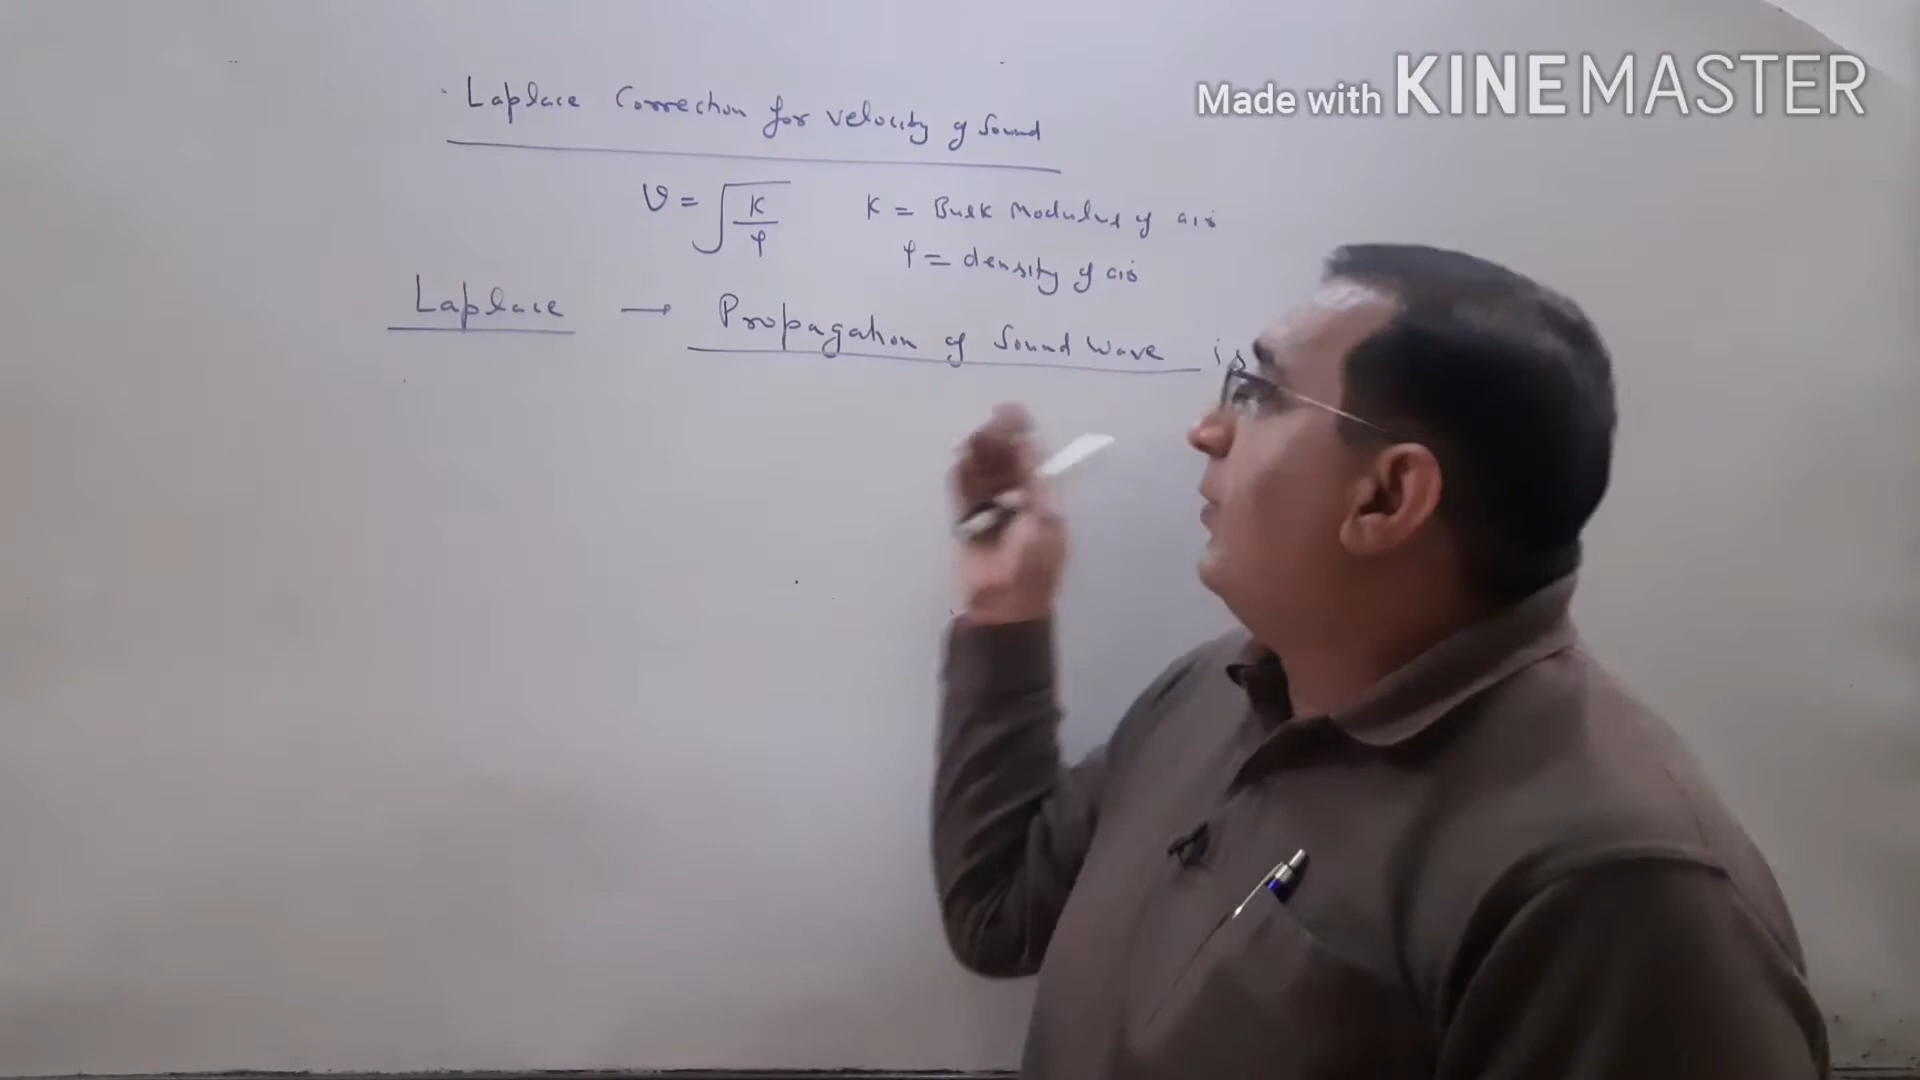 Made with KINEMASTER
Laplace Correction for velocity of Sound
v = √K/ρ K = Bulk Modulus of air
ρ = density of air
Laplace → Propagation of Sound Wave is